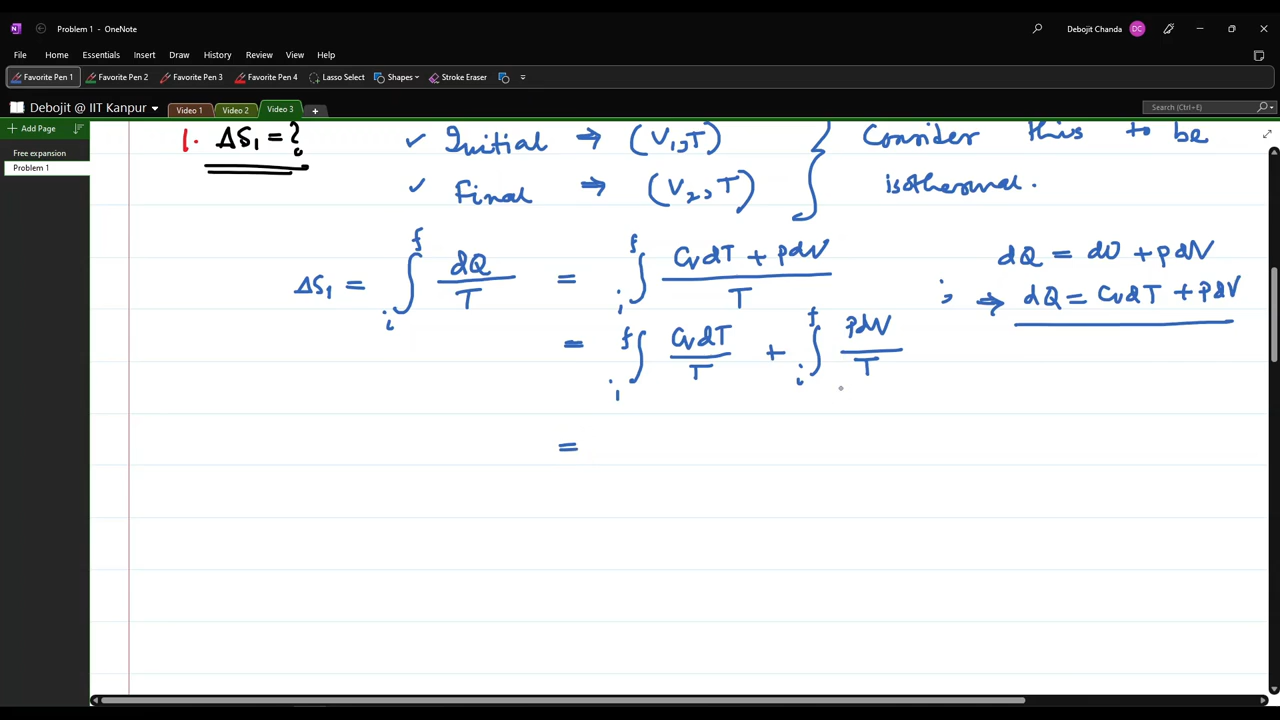 Problem 1 - OneNote
Debojit Chanda DC
File Home Essentials Insert Draw History Review View Help
Favorite Pen 1 Favorite Pen 2 Favorite Pen 3 Favorite Pen 4 Lasso Select Shapes Stroke Eraser
Debojit @ IIT Kanpur Video 1 Video 2 Video 3 Search (Ctrl+E)
Add Page
Free expansion
Problem 1
1. ΔS₁ = ? ✓ Initial ⇒ (V₁, T) } Consider this to be
✓ Final ⇒ (V₂, T) isothermal.
ΔS₁ = ∫ᵢᶠ dQ/T = ∫ᵢᶠ (CvdT + PdV)/T ; dQ = dU + PdV
⇒ dQ = CvdT + PdV
= ∫ᵢᶠ CvdT/T + ∫ᵢᶠ PdV/T
=